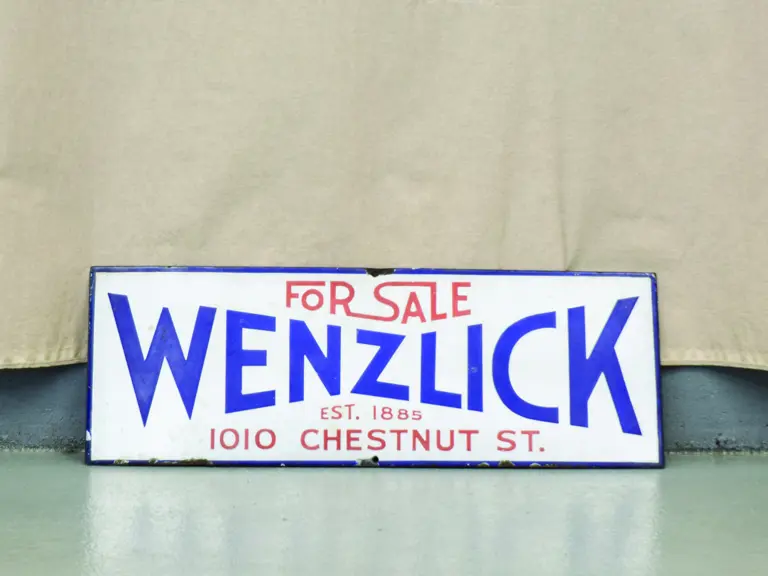 FOR SALE
WENZLICK
EST. 1885
1010 CHESTNUT ST.